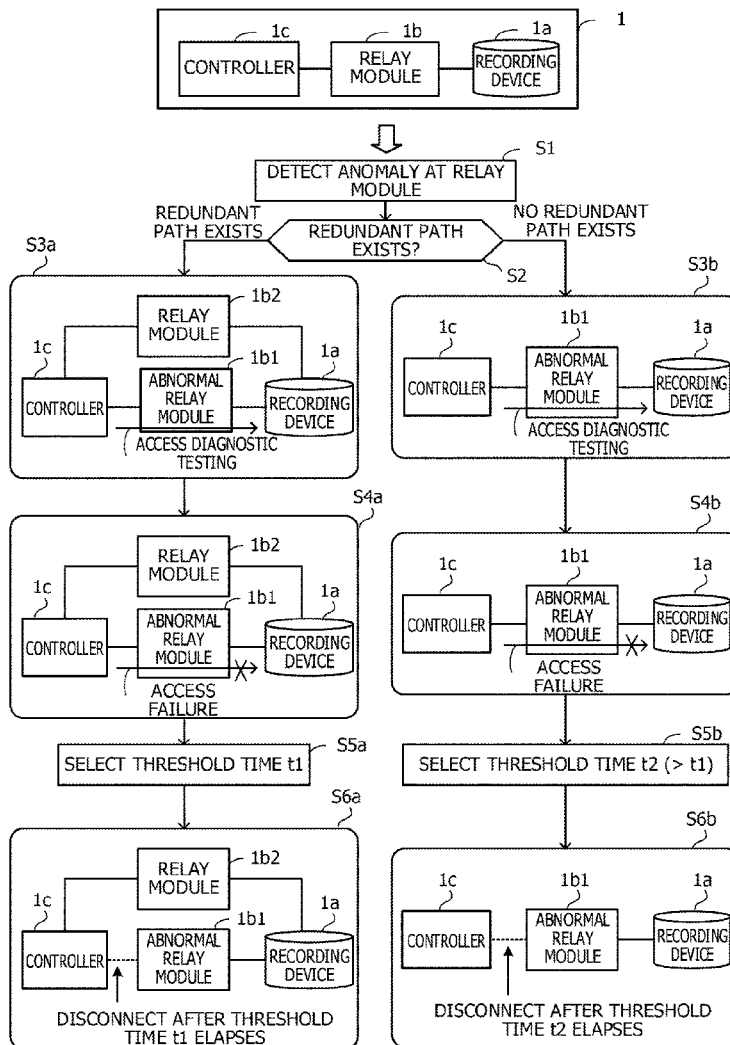 1
1c
1b
1a
CONTROLLER
RELAY
MODULE
RECORDING
DEVICE
S1
DETECT ANOMALY AT RELAY
MODULE
REDUNDANT
PATH EXISTS
NO REDUNDANT
PATH EXISTS
REDUNDANT PATH
EXISTS?
S2
S3a
1b2
RELAY
MODULE
1c
1b1
1a
CONTROLLER
ABNORMAL
RELAY
MODULE
RECORDING
DEVICE
ACCESS DIAGNOSTIC
TESTING
S3b
1b1
1c
1a
CONTROLLER
ABNORMAL
RELAY
MODULE
RECORDING
DEVICE
ACCESS DIAGNOSTIC
TESTING
S4a
1b2
RELAY
MODULE
1c
1b1
1a
CONTROLLER
ABNORMAL
RELAY
MODULE
RECORDING
DEVICE
ACCESS
FAILURE
S4b
1b1
1c
1a
CONTROLLER
ABNORMAL
RELAY
MODULE
RECORDING
DEVICE
ACCESS
FAILURE
S5a
SELECT THRESHOLD TIME t1
S5b
SELECT THRESHOLD TIME t2 (> t1)
S6a
1b2
RELAY
MODULE
1c
1b1
1a
CONTROLLER
ABNORMAL
RELAY
MODULE
RECORDING
DEVICE
DISCONNECT AFTER THRESHOLD
TIME t1 ELAPSES
S6b
1b1
1c
1a
CONTROLLER
ABNORMAL
RELAY
MODULE
RECORDING
DEVICE
DISCONNECT AFTER THRESHOLD
TIME t2 ELAPSES